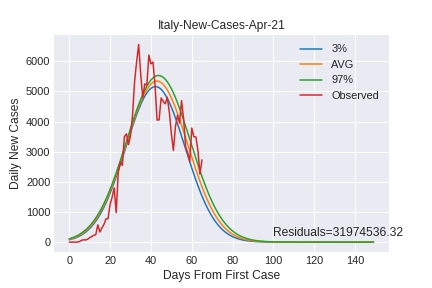 Italy-New-Cases-Apr-21
3%
AVG
97%
Observed
6000
5000
4000
3000
2000
1000
0
Daily New Cases
Residuals=31974536.32
0 20 40 60 80 100 120 140
Days From First Case